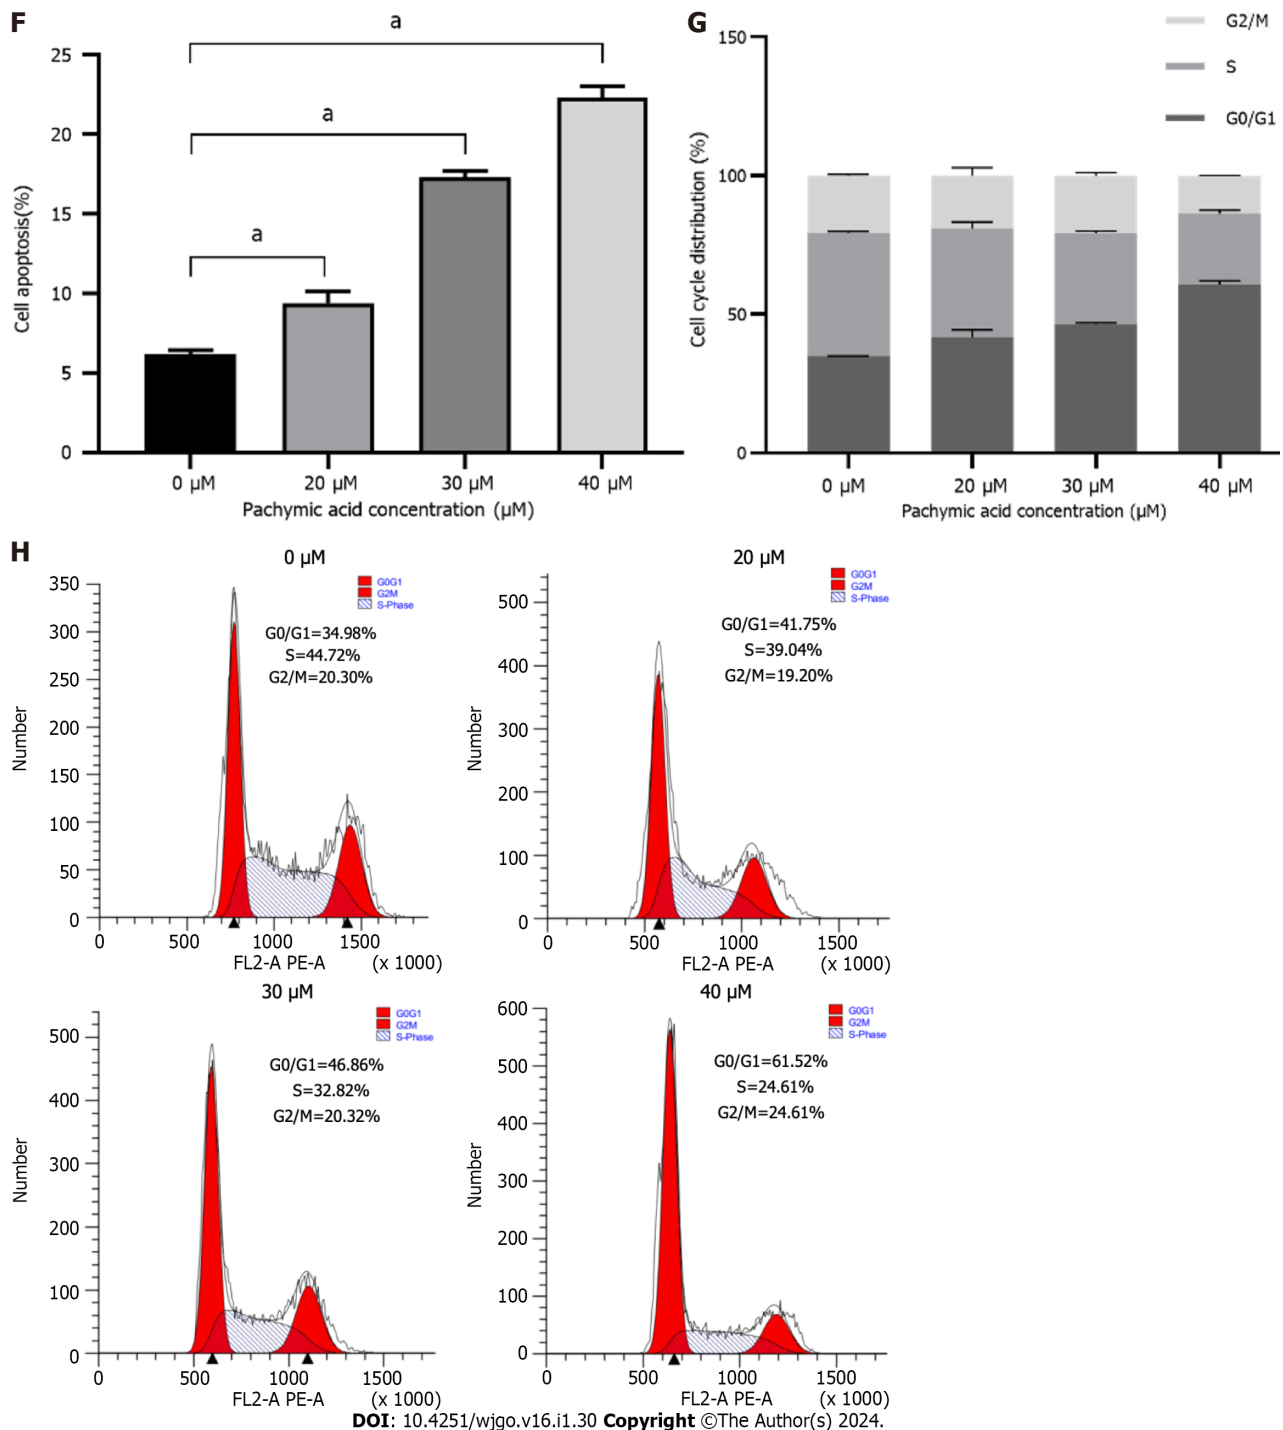 F
a
a
a
25
20
15
10
5
0
Cell apoptosis(%)
0 µM
20 µM
30 µM
40 µM
Pachymic acid concentration (µM)
G
G2/M
S
G0/G1
150
100
50
0
Cell cycle distribution (%)
0 µM
20 µM
30 µM
40 µM
Pachymic acid concentration (µM)
H
0 µM
G0G1
G2M
S-Phase
G0/G1=34.98%
S=44.72%
G2/M=20.30%
350
300
250
200
150
100
50
0
Number
0
500
1000
1500
FL2-A PE-A
(x 1000)
20 µM
G0G1
G2M
S-Phase
G0/G1=41.75%
S=39.04%
G2/M=19.20%
500
400
300
200
100
0
Number
0
500
1000
1500
FL2-A PE-A
(x 1000)
30 µM
G0G1
G2M
S-Phase
G0/G1=46.86%
S=32.82%
G2/M=20.32%
500
400
300
200
100
0
Number
0
500
1000
1500
FL2-A PE-A
(x 1000)
40 µM
G0G1
G2M
S-Phase
G0/G1=61.52%
S=24.61%
G2/M=24.61%
600
500
400
300
200
100
0
Number
0
500
1000
1500
FL2-A PE-A
(x 1000)
DOI: 10.4251/wjgo.v16.i1.30 Copyright ©The Author(s) 2024.